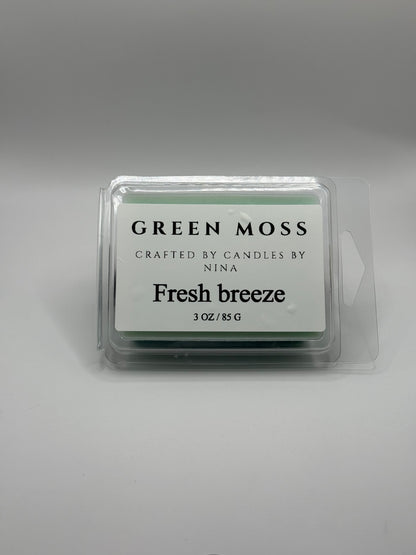 GREEN MOSS
CRAFTED BY CANDLES BY
NINA
Fresh breeze
3 OZ / 85 G